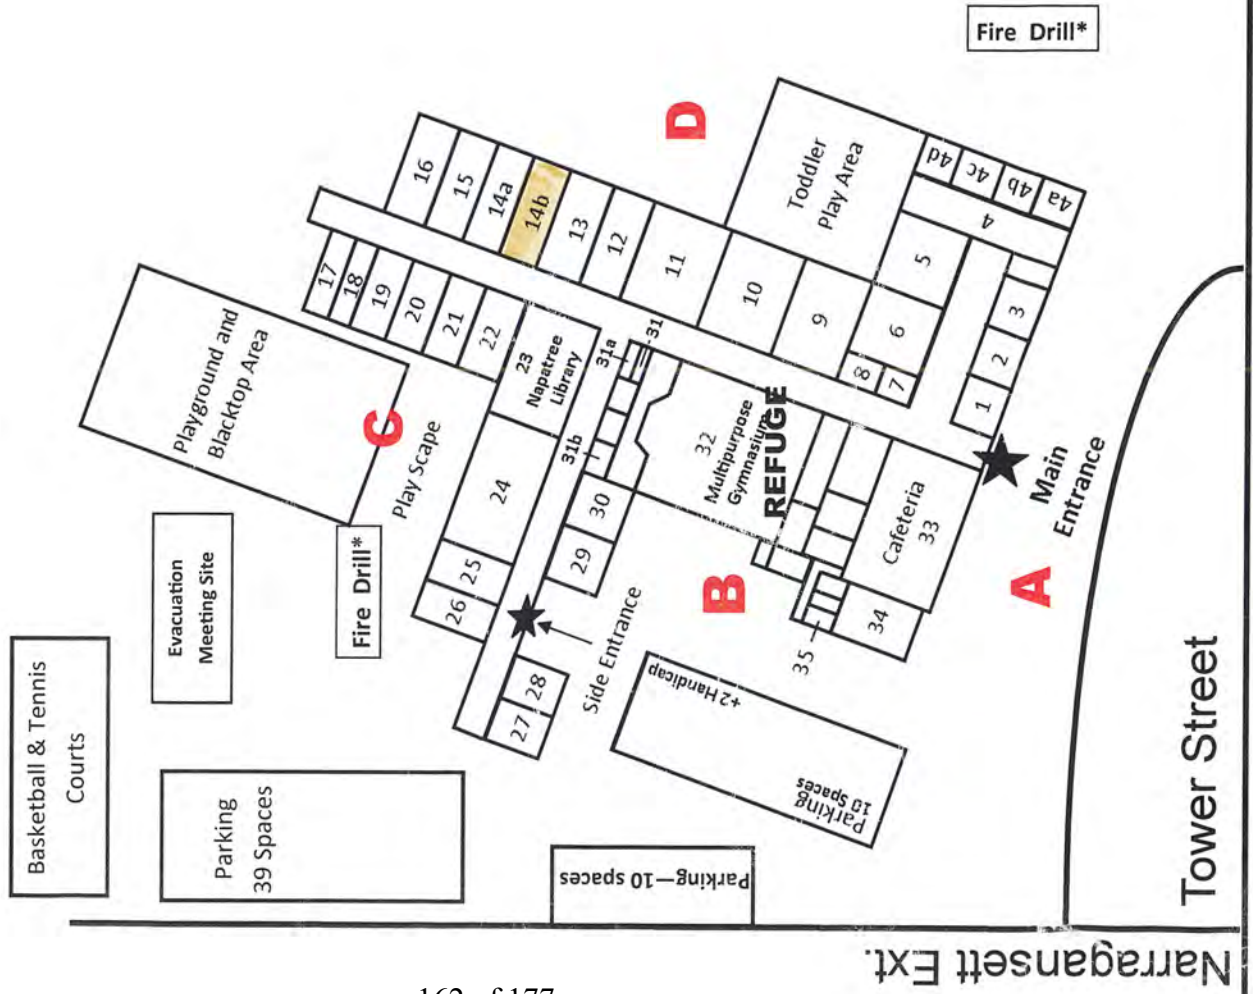 Fire Drill*
D
16
15
14a
14b
13
12
11
10
9
Toddler
Play Area
4d
4c
4b
4a
4
5
6
8
7
3
2
1
17
18
19
20
21
22
23
Napatree
Library
31a
31
31b
Playground and
Blacktop Area
C
Play Scape
24
25
26
30
29
28
27
32
Multipurpose
Gymnasium
REFUGE
Cafeteria
33
34
35
Main
Entrance
A
B
Side Entrance
Evacuation
Meeting Site
Fire Drill*
Basketball & Tennis
Courts
Parking
39 Spaces
Parking—10 spaces
+2 Handicap
Parking
10 Spaces
Tower Street
Narragansett Ext.
162 of 177